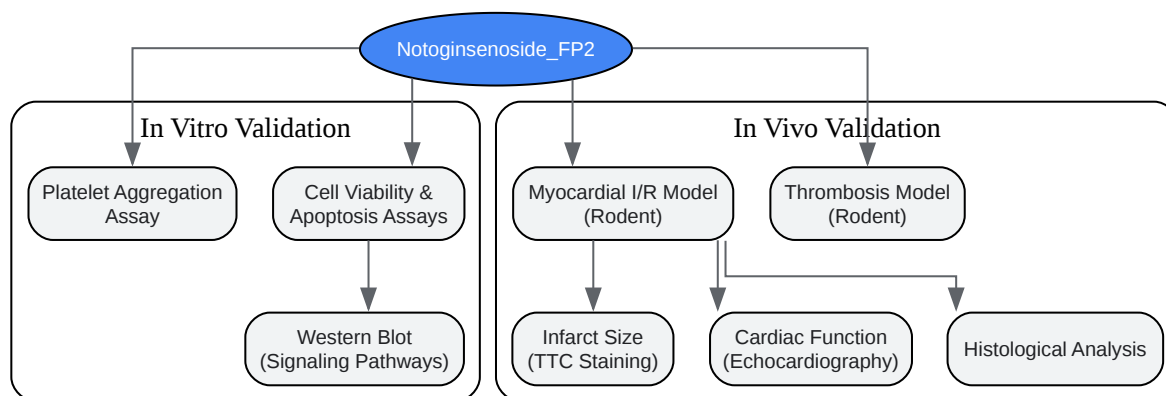 Notoginsenoside_FP2
In Vitro Validation
In Vivo Validation
Platelet Aggregation
Assay
Cell Viability &
Apoptosis Assays
Myocardial I/R Model
(Rodent)
Thrombosis Model
(Rodent)
Western Blot
(Signaling Pathways)
Infarct Size
(TTC Staining)
Cardiac Function
(Echocardiography)
Histological Analysis